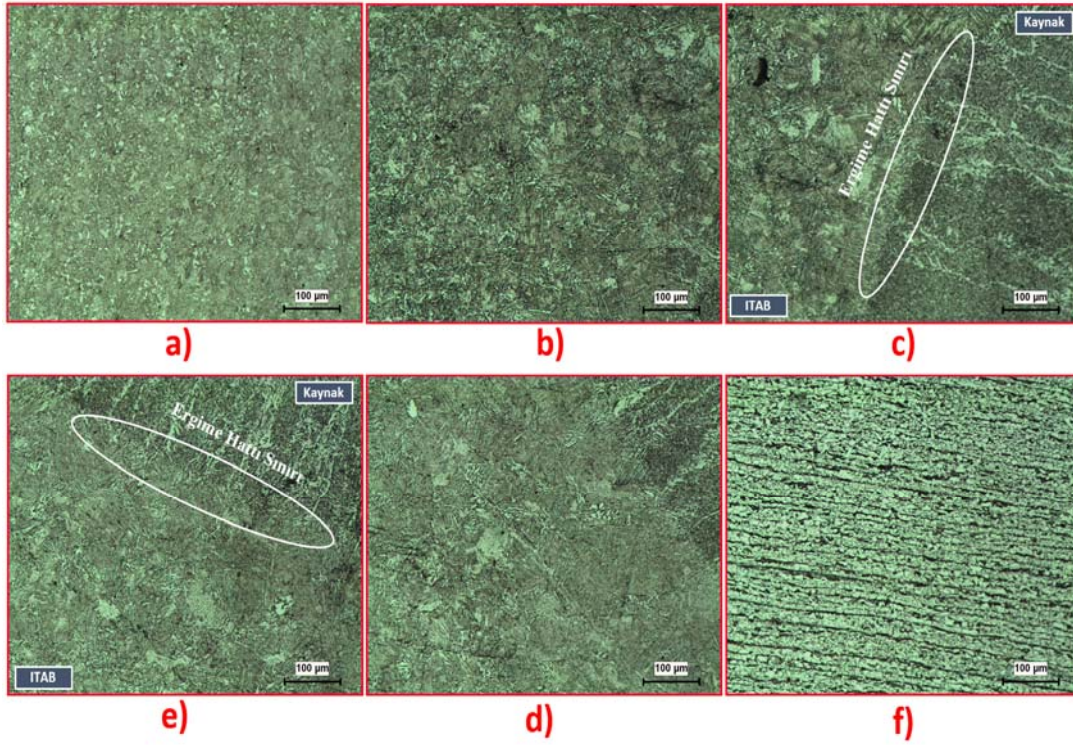 100 µm
a)
100 µm
b)
Kaynak
Ergime Hattı Sınırı
ITAB
100 µm
c)
Kaynak
Ergime Hattı Sınırı
ITAB
100 µm
e)
100 µm
d)
100 µm
f)